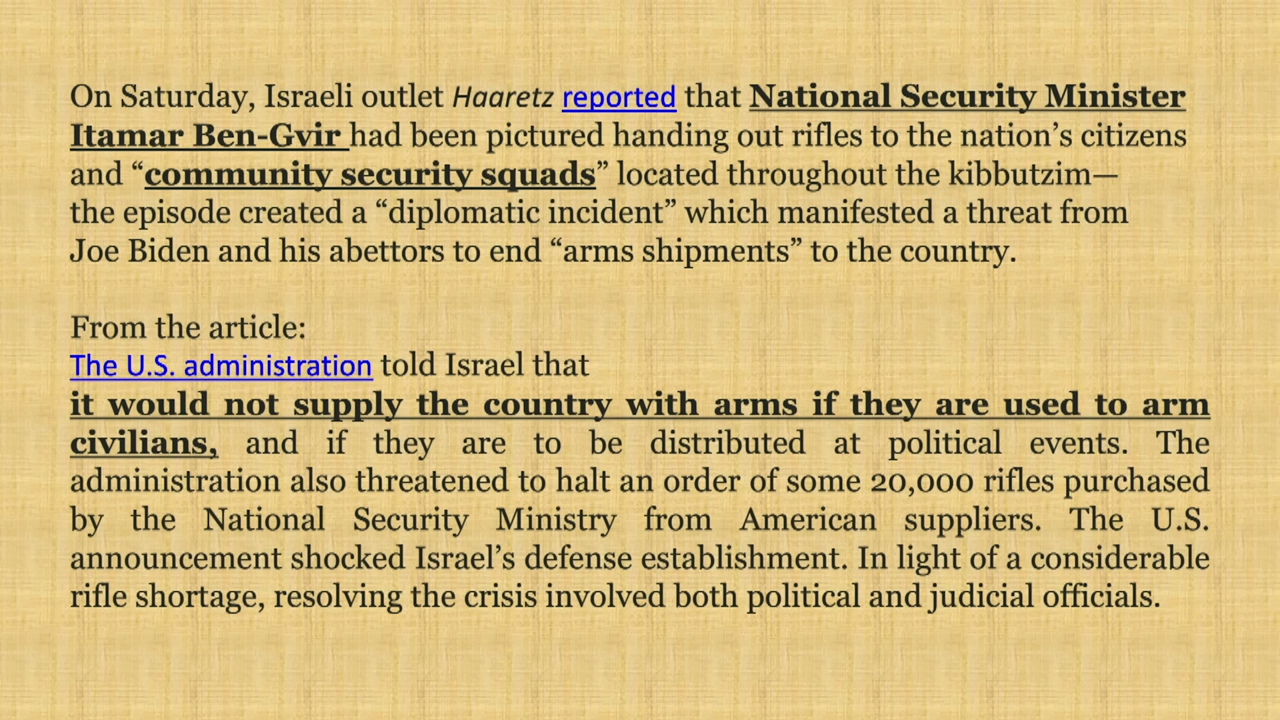 On Saturday, Israeli outlet Haaretz reported that National Security Minister
Itamar Ben-Gvir had been pictured handing out rifles to the nation’s citizens
and “community security squads” located throughout the kibbutzim—
the episode created a “diplomatic incident” which manifested a threat from
Joe Biden and his abettors to end “arms shipments” to the country.
From the article:
The U.S. administration told Israel that
it would not supply the country with arms if they are used to arm
civilians, and if they are to be distributed at political events. The
administration also threatened to halt an order of some 20,000 rifles purchased
by the National Security Ministry from American suppliers. The U.S.
announcement shocked Israel’s defense establishment. In light of a considerable
rifle shortage, resolving the crisis involved both political and judicial officials.